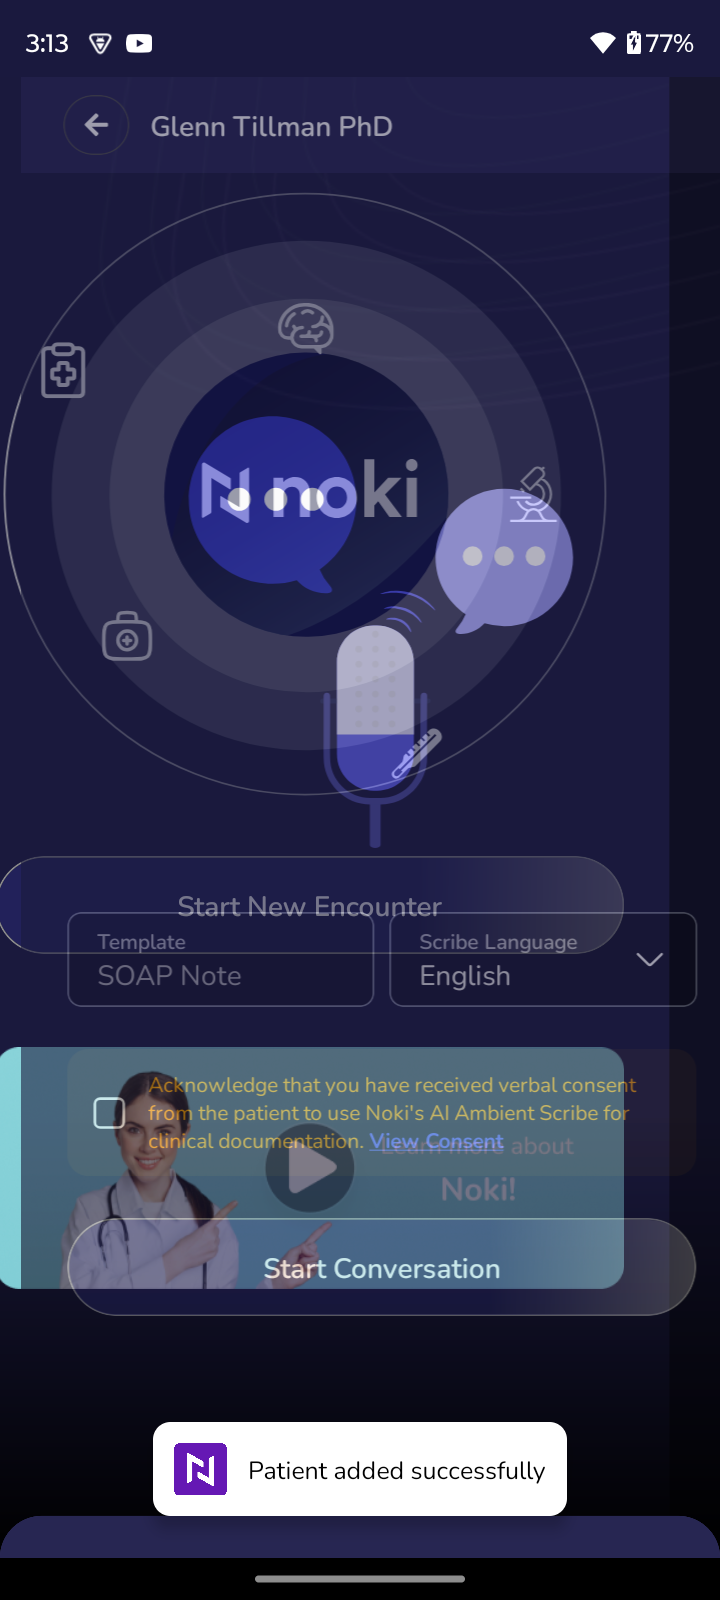 3:13
77%
Glenn Tillman PhD
noki
Start New Encounter
Template
SOAP Note
Scribe Language
English
Acknowledge that you have received verbal consent
from the patient to use Noki's AI Ambient Scribe for
clinical documentation. View Consent
Learn more about
Noki!
Start Conversation
Patient added successfully